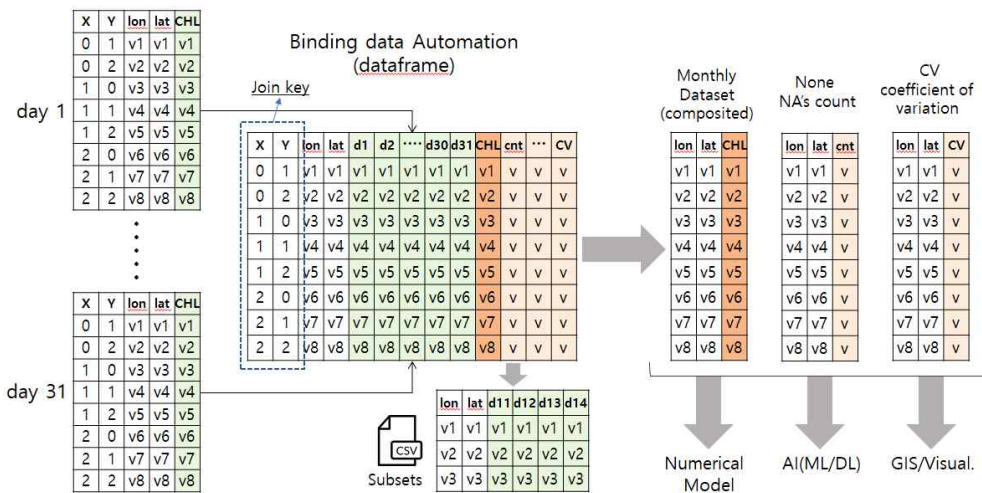 X Y lon lat CHL
0 1 v1 v1 v1
0 2 v2 v2 v2
1 0 v3 v3 v3
1 1 v4 v4 v4
1 2 v5 v5 v5
2 0 v6 v6 v6
2 1 v7 v7 v7
2 2 v8 v8 v8
day 1
X Y lon lat CHL
0 1 v1 v1 v1
0 2 v2 v2 v2
1 0 v3 v3 v3
1 1 v4 v4 v4
1 2 v5 v5 v5
2 0 v6 v6 v6
2 1 v7 v7 v7
2 2 v8 v8 v8
day 31
Binding data Automation
(dataframe)
Join key
X Y lon lat d1 d2 ···· d30 d31 CHL cnt ··· CV
0 1 v1 v1 v1 v1 v1 v1 v1 v1 v v v
0 2 v2 v2 v2 v2 v2 v2 v2 v2 v v v
1 0 v3 v3 v3 v3 v3 v3 v3 v3 v v v
1 1 v4 v4 v4 v4 v4 v4 v4 v4 v v v
1 2 v5 v5 v5 v5 v5 v5 v5 v5 v v v
2 0 v6 v6 v6 v6 v6 v6 v6 v6 v v v
2 1 v7 v7 v7 v7 v7 v7 v7 v7 v v v
2 2 v8 v8 v8 v8 v8 v8 v8 v8 v v v
CSV
Subsets
lon lat d11 d12 d13 d14
v1 v1 v1 v1 v1 v1
v2 v2 v2 v2 v2 v2
v3 v3 v3 v3 v3 v3
Monthly
Dataset
(composited)
lon lat CHL
v1 v1 v1
v2 v2 v2
v3 v3 v3
v4 v4 v4
v5 v5 v5
v6 v6 v6
v7 v7 v7
v8 v8 v8
None
NA's count
lon lat cnt
v1 v1 v
v2 v2 v
v3 v3 v
v4 v4 v
v5 v5 v
v6 v6 v
v7 v7 v
v8 v8 v
CV
coefficient of
variation
lon lat CV
v1 v1 v
v2 v2 v
v3 v3 v
v4 v4 v
v5 v5 v
v6 v6 v
v7 v7 v
v8 v8 v
Numerical
Model
AI(ML/DL)
GIS/Visual.